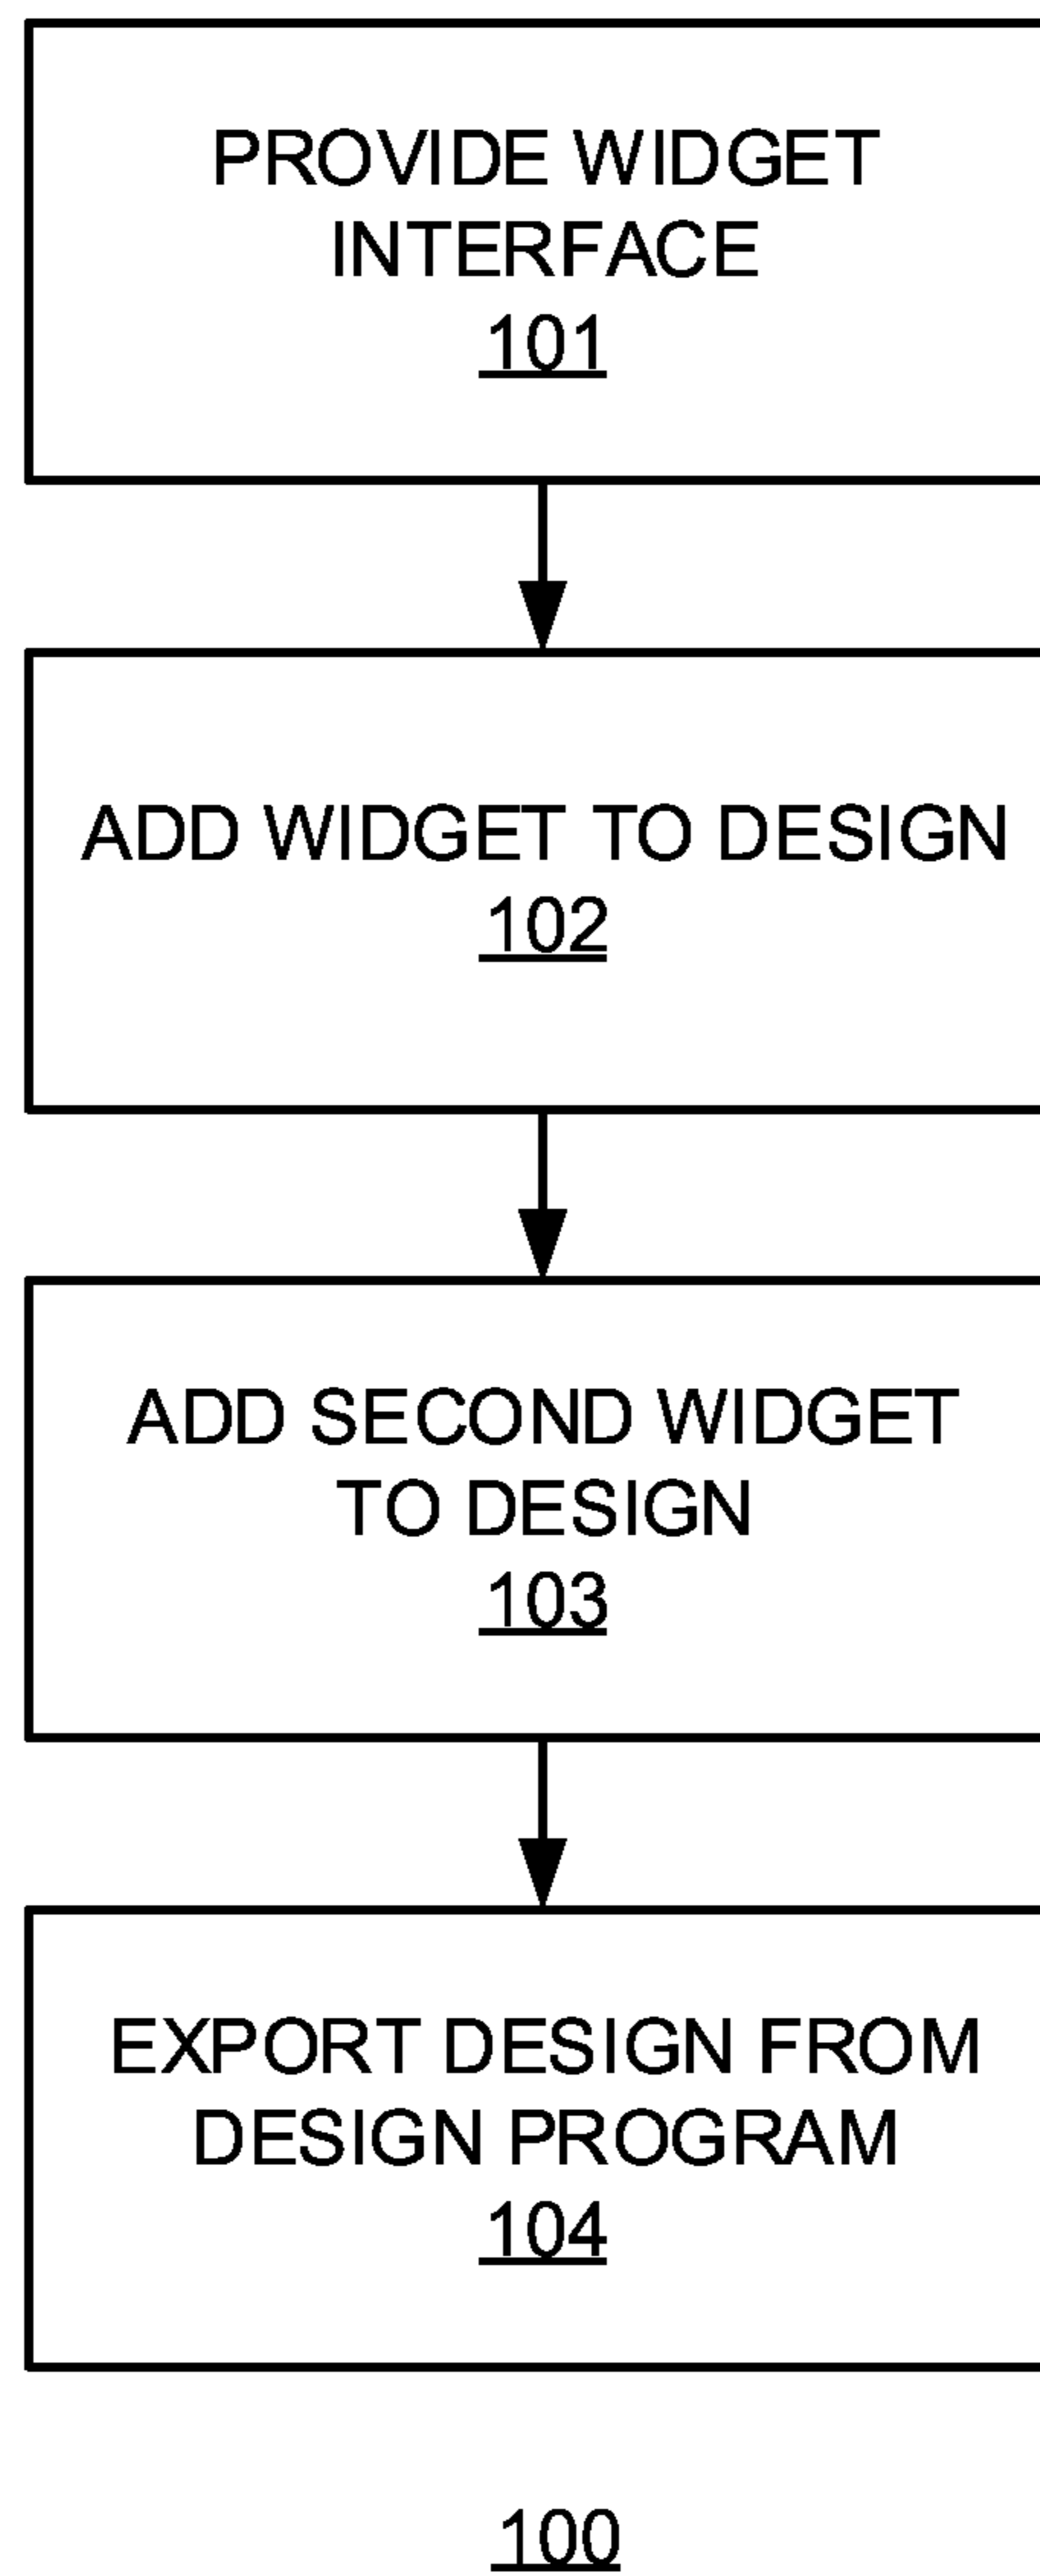 PROVIDE WIDGET
INTERFACE
101
ADD WIDGET TO DESIGN
102
ADD SECOND WIDGET
TO DESIGN
103
EXPORT DESIGN FROM
DESIGN PROGRAM
104
100